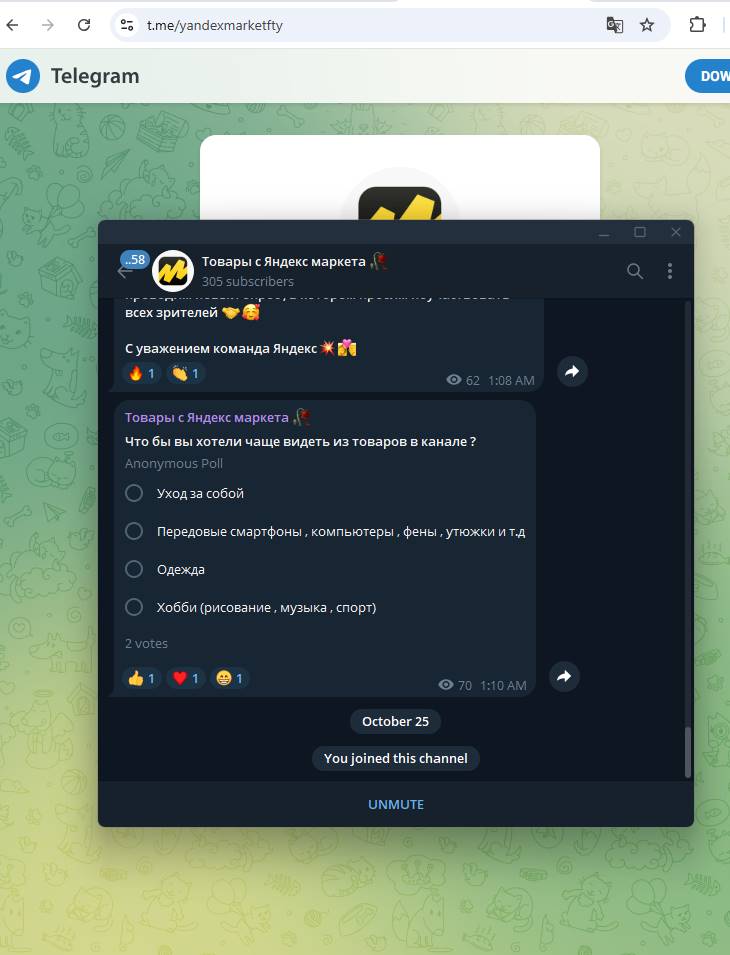 t.me/yandexmarketfty
Telegram
DOW
..58
Товары с Яндекс маркета
305 subscribers
всех зрителей
С уважением команда Яндекс
1 1
62 1:08 AM
Товары с Яндекс маркета
Что бы вы хотели чаще видеть из товаров в канале ?
Anonymous Poll
Уход за собой
Передовые смартфоны , компьютеры , фены , утюжки и т.д
Одежда
Хобби (рисование , музыка , спорт)
2 votes
1 1 1
70 1:10 AM
October 25
You joined this channel
UNMUTE